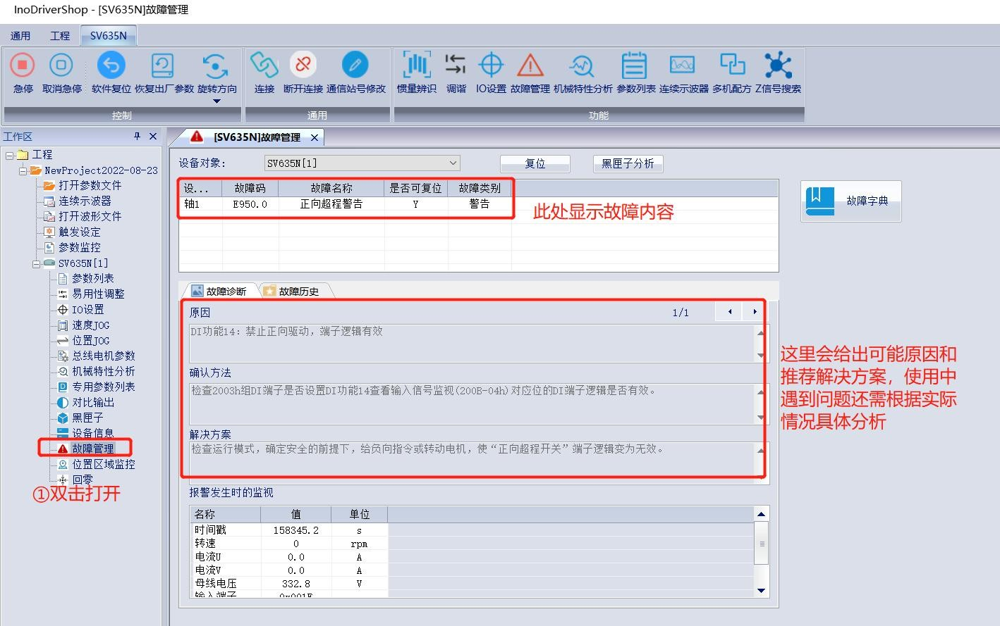 InoDriverShop - [SV635N]故障管理
通用 工程 SV635N
急停 取消急停 软件复位 恢复出厂参数 旋转方向 连接 断开连接 通信站号修改 惯量辨识 调谐 IO设置 故障管理 机械特性分析 参数列表 连续示波器 多机配方 Z信号搜索
控制 通用 功能
工作区
工程
NewProject2022-08-23
打开参数文件
连续示波器
打开波形文件
触发设定
参数监控
SV635N[1]
参数列表
易用性调整
IO设置
速度JOG
位置JOG
总线电机参数
机械特性分析
专用参数列表
对比输出
黑匣子
设备信息
故障管理
位置区域监控
回零
①双击打开
[SV635N]故障管理
设备对象: SV635N[1] 复位 黑匣子分析
设... 故障码 故障名称 是否可复位 故障类别
轴1 E950.0 正向超程警告 Y 警告
此处显示故障内容
故障字典
故障诊断 故障历史
原因 1/1
DI功能14：禁止正向驱动，端子逻辑有效
确认方法
检查2003h组DI端子是否设置DI功能14查看输入信号监视(200B-04h)对应位的DI端子逻辑是否有效。
解决方案
检查运行模式，确定安全的前提下，给负向指令或转动电机，使“正向超程开关”端子逻辑变为无效。
这里会给出可能原因和
推荐解决方案，使用中
遇到问题还需根据实际
情况具体分析
报警发生时的监视
名称 值 单位
时间戳 158345.2 s
转速 0 rpm
电流U 0.0 A
电流V 0.0 A
母线电压 332.8 V
输入端子 0x001F